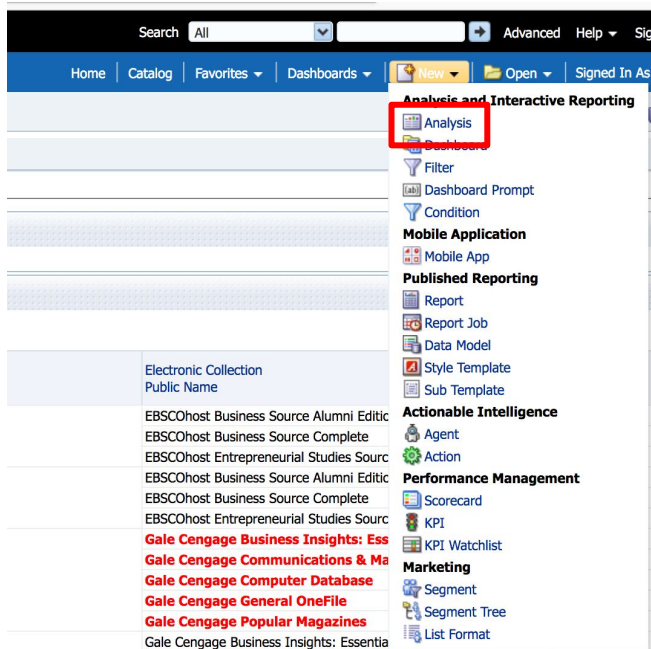 Search All Advanced Help Sig
Home Catalog Favorites Dashboards New Open Signed In As
Analysis and Interactive Reporting
Analysis
Dashboard
Filter
Dashboard Prompt
Condition
Mobile Application
Mobile App
Published Reporting
Report
Report Job
Data Model
Style Template
Sub Template
Actionable Intelligence
Agent
Action
Performance Management
Scorecard
KPI
KPI Watchlist
Marketing
Segment
Segment Tree
List Format
Electronic Collection
Public Name
EBSCOhost Business Source Alumni Editio
EBSCOhost Business Source Complete
EBSCOhost Entrepreneurial Studies Sourc
EBSCOhost Business Source Alumni Editio
EBSCOhost Business Source Complete
EBSCOhost Entrepreneurial Studies Sourc
Gale Cengage Business Insights: Ess
Gale Cengage Communications & Ma
Gale Cengage Computer Database
Gale Cengage General OneFile
Gale Cengage Popular Magazines
Gale Cengage Business Insights: Essentia